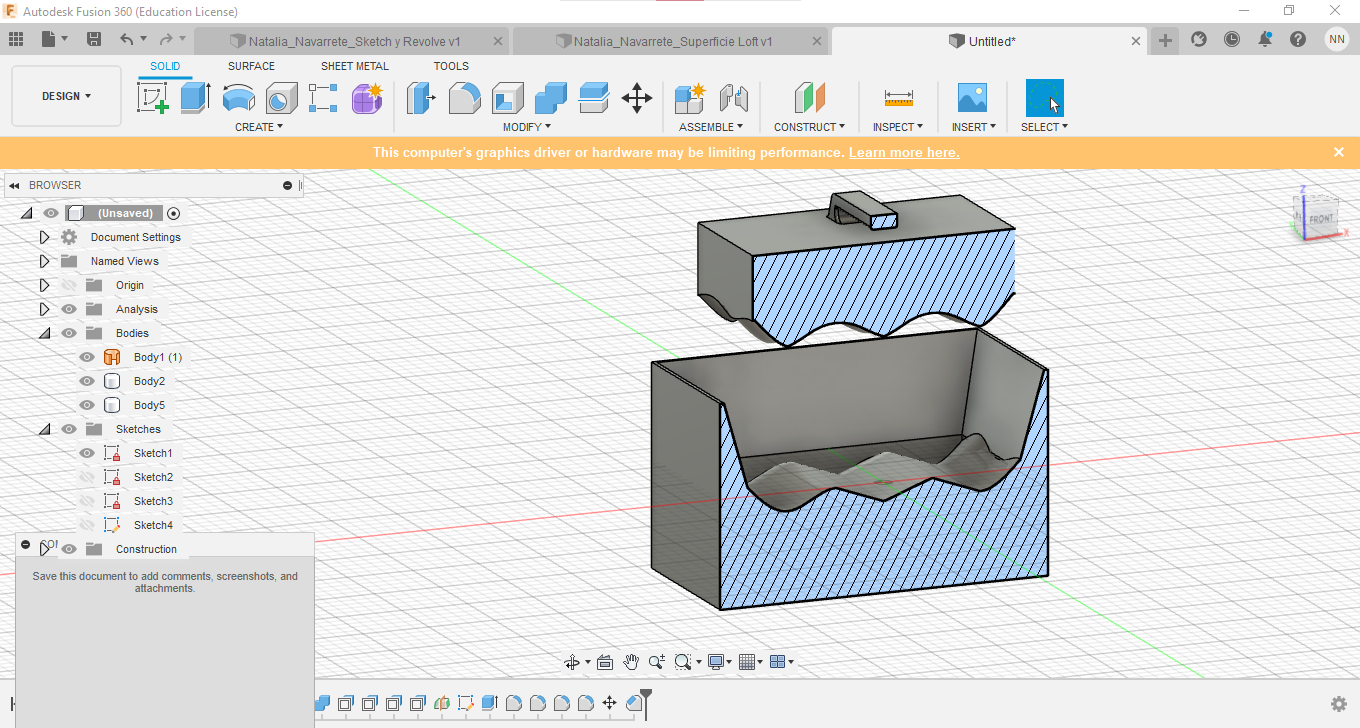 Autodesk Fusion 360 (Education License)
Natalia_Navarrete_Sketch y Revolve v1
Natalia_Navarrete_Superficie Loft v1
Untitled*
NN
SOLID
SURFACE
SHEET METAL
TOOLS
DESIGN
CREATE
MODIFY
ASSEMBLE
CONSTRUCT
INSPECT
INSERT
SELECT
This computer's graphics driver or hardware may be limiting performance. Learn more here.
BROWSER
(Unsaved)
Document Settings
Named Views
Origin
Analysis
Bodies
Body1 (1)
Body2
Body5
Sketches
Sketch1
Sketch2
Sketch3
Sketch4
Construction
Save this document to add comments, screenshots, and
attachments.
Z
FRONT
X